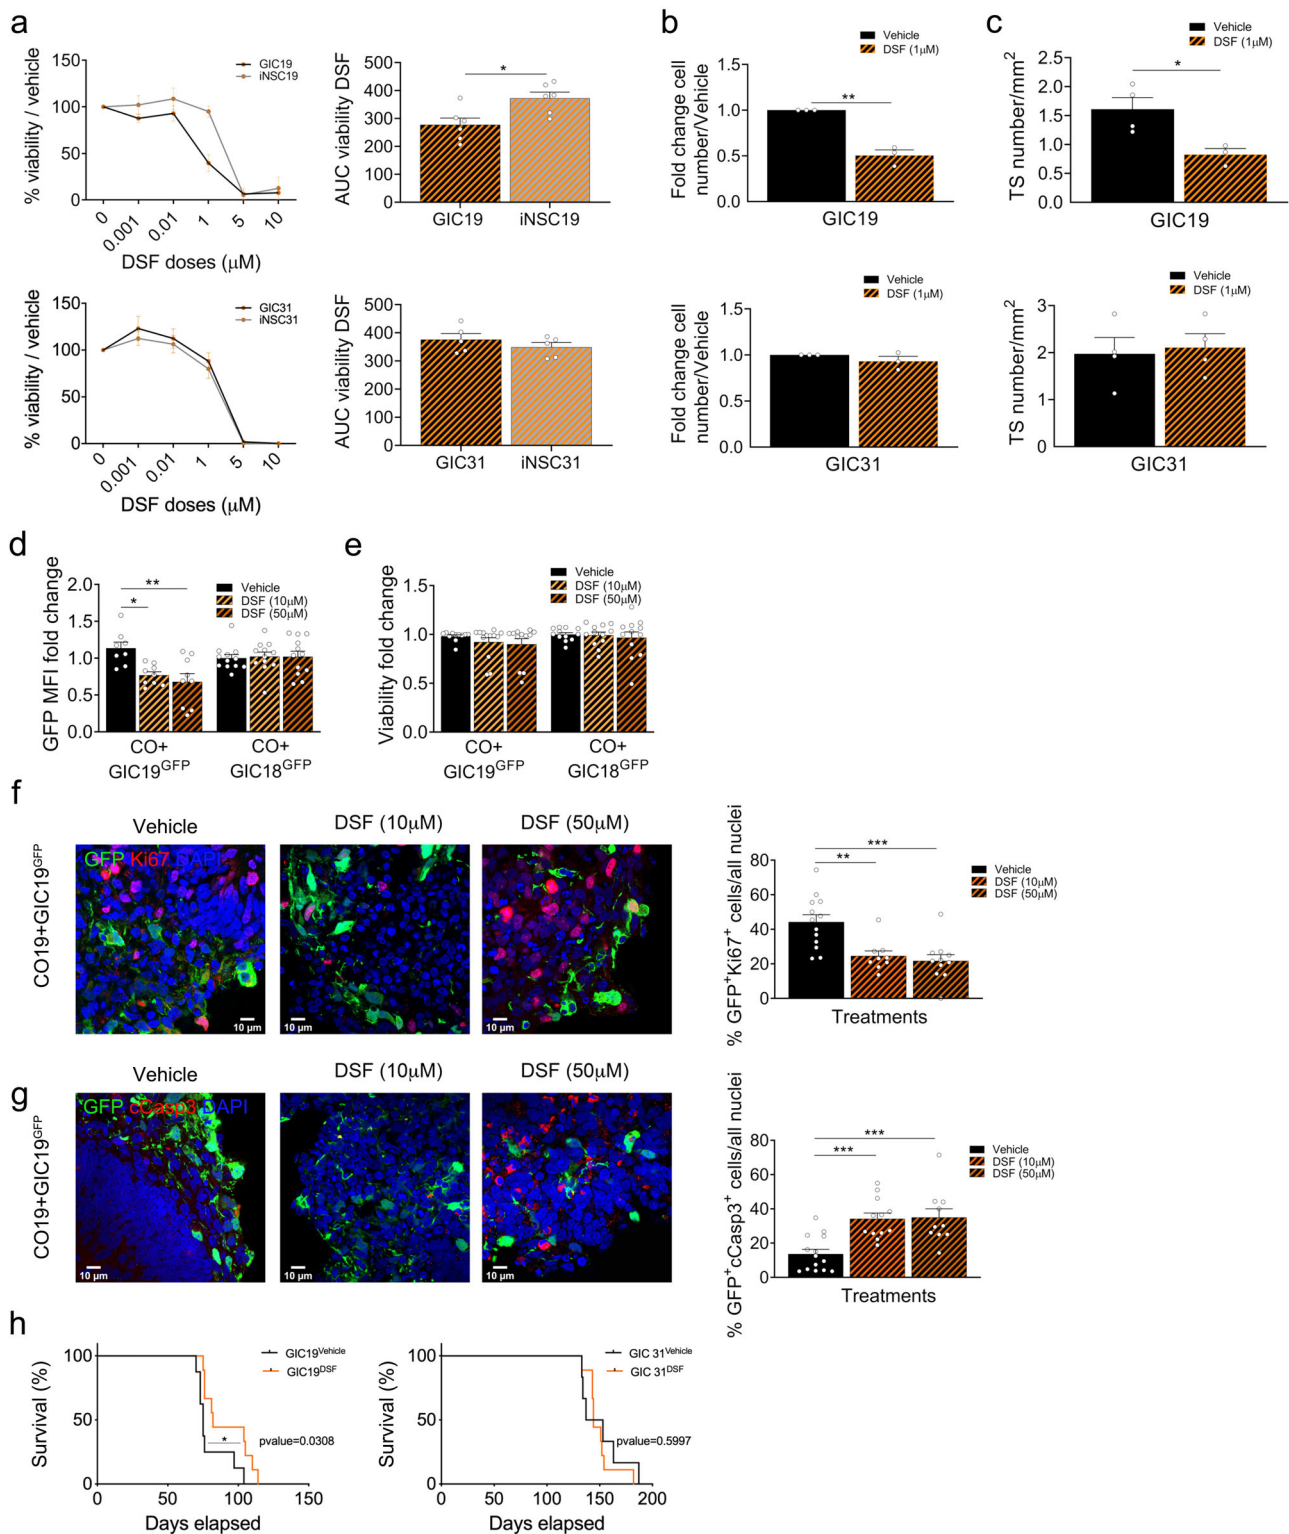 a
% viability / vehicle
150
100
50
0
GIC19
iNSC19
0
0.001
0.01
1
5
10
DSF doses (µM)
AUC viability DSF
500
400
300
200
100
0
*
GIC19
iNSC19
% viability / vehicle
150
100
50
0
GIC31
iNSC31
0
0.001
0.01
1
5
10
DSF doses (µM)
AUC viability DSF
500
400
300
200
100
0
GIC31
iNSC31
b
Vehicle
DSF (1µM)
Fold change cell
number/Vehicle
1.5
1.0
0.5
0.0
**
GIC19
Vehicle
DSF (1µM)
Fold change cell
number/Vehicle
1.5
1.0
0.5
0.0
GIC31
c
Vehicle
DSF (1µM)
TS number/mm²
2.5
2.0
1.5
1.0
0.5
0
*
GIC19
Vehicle
DSF (1µM)
TS number/mm²
3
2
1
0
GIC31
d
GFP MFI fold change
2.0
1.5
1.0
0.5
0.0
**
*
Vehicle
DSF (10µM)
DSF (50µM)
CO+
GIC19GFP
CO+
GIC18GFP
e
Viability fold change
1.5
1.0
0.5
0.0
Vehicle
DSF (10µM)
DSF (50µM)
CO+
GIC19GFP
CO+
GIC18GFP
f
CO19+GIC19GFP
Vehicle
DSF (10µM)
DSF (50µM)
GFP Ki67 DAPI
10 µm
10 µm
10 µm
% GFP+Ki67+ cells/all nuclei
80
60
40
20
0
***
**
Vehicle
DSF (10µM)
DSF (50µM)
Treatments
g
CO19+GIC19GFP
Vehicle
DSF (10µM)
DSF (50µM)
GFP cCasp3 DAPI
10 µm
10 µm
10 µm
% GFP+cCasp3+ cells/all nuclei
80
60
40
20
0
***
***
Vehicle
DSF (10µM)
DSF (50µM)
Treatments
h
Survival (%)
100
50
0
GIC19Vehicle
GIC19DSF
*
pvalue=0.0308
0
50
100
150
Days elapsed
Survival (%)
100
50
0
GIC 31Vehicle
GIC 31DSF
pvalue=0.5997
0
50
100
150
200
Days elapsed